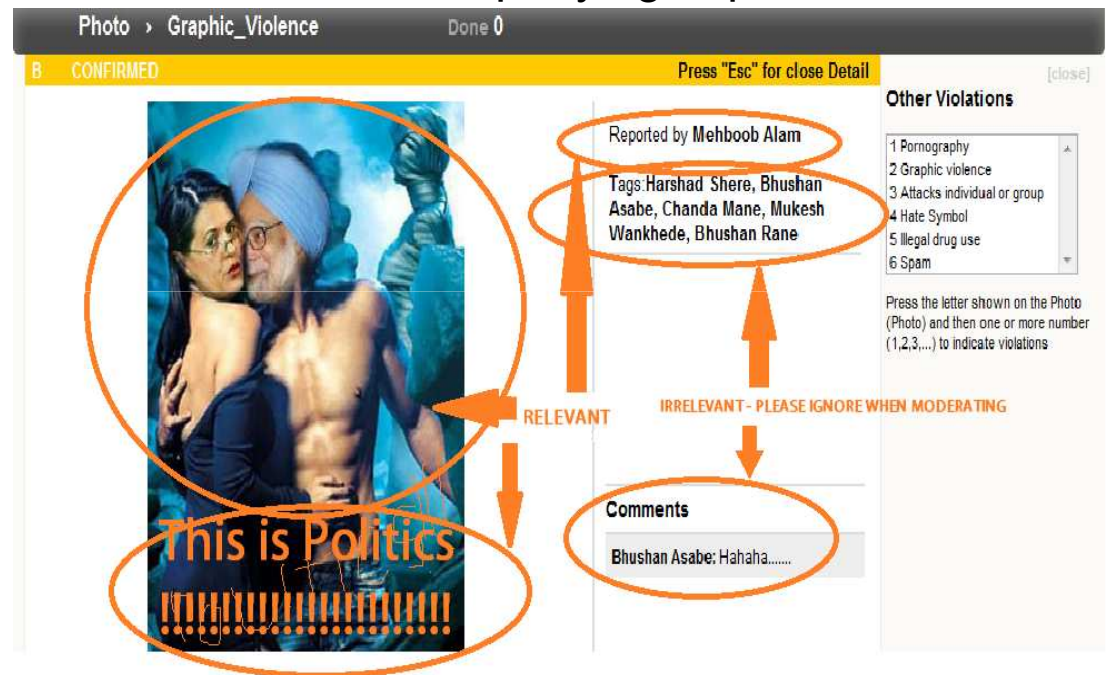 Photo › Graphic_Violence Done 0
B CONFIRMED Press "Esc" for close Detail
[close]
Other Violations
1 Pornography
2 Graphic violence
3 Attacks individual or group
4 Hate Symbol
5 Illegal drug use
6 Spam
Press the letter shown on the Photo
(Photo) and then one or more number
(1,2,3,...) to indicate violations
Reported by Mehboob Alam
Tags:Harshad Shere, Bhushan
Asabe, Chanda Mane, Mukesh
Wankhede, Bhushan Rane
RELEVANT
IRRELEVANT - PLEASE IGNORE WHEN MODERATING
Comments
Bhushan Asabe: Hahaha.......
This is Politics
!!!!!!!!!!!!!!!!!!!!!!!!